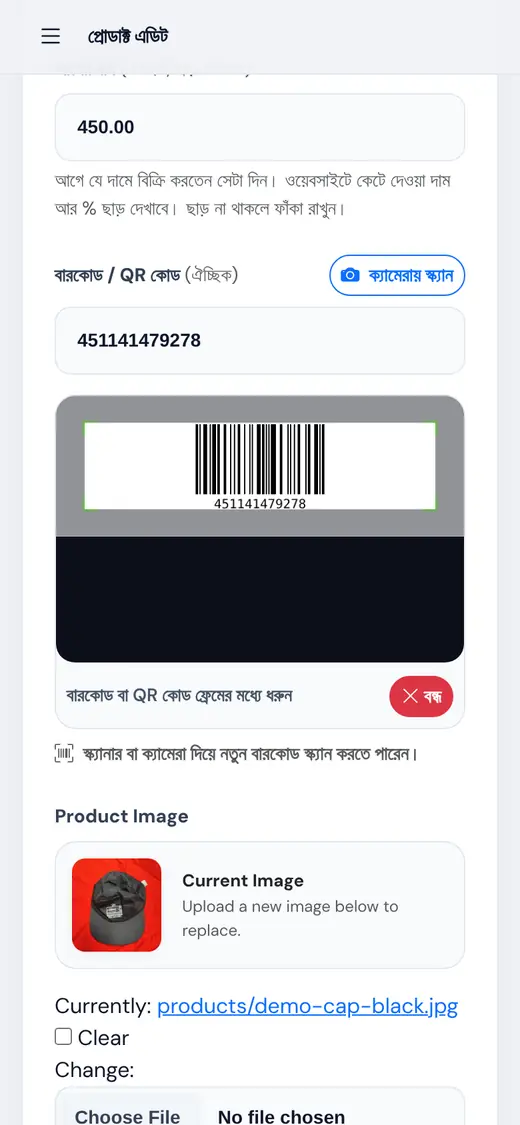 প্রোডাক্ট এডিট
450.00
আগে যে দামে বিক্রি করতেন সেটা দিন। ওয়েবসাইটে কেটে দেওয়া দাম
আর % ছাড় দেখাবে। ছাড় না থাকলে ফাঁকা রাখুন।
বারকোড / QR কোড (ঐচ্ছিক)
ক্যামেরায় স্ক্যান
451141479278
451141479278
বারকোড বা QR কোড ফ্রেমের মধ্যে ধরুন
বন্ধ
স্ক্যানার বা ক্যামেরা দিয়ে নতুন বারকোড স্ক্যান করতে পারেন।
Product Image
Current Image
Upload a new image below to
replace.
Currently: products/demo-cap-black.jpg
Clear
Change:
Choose File No file chosen